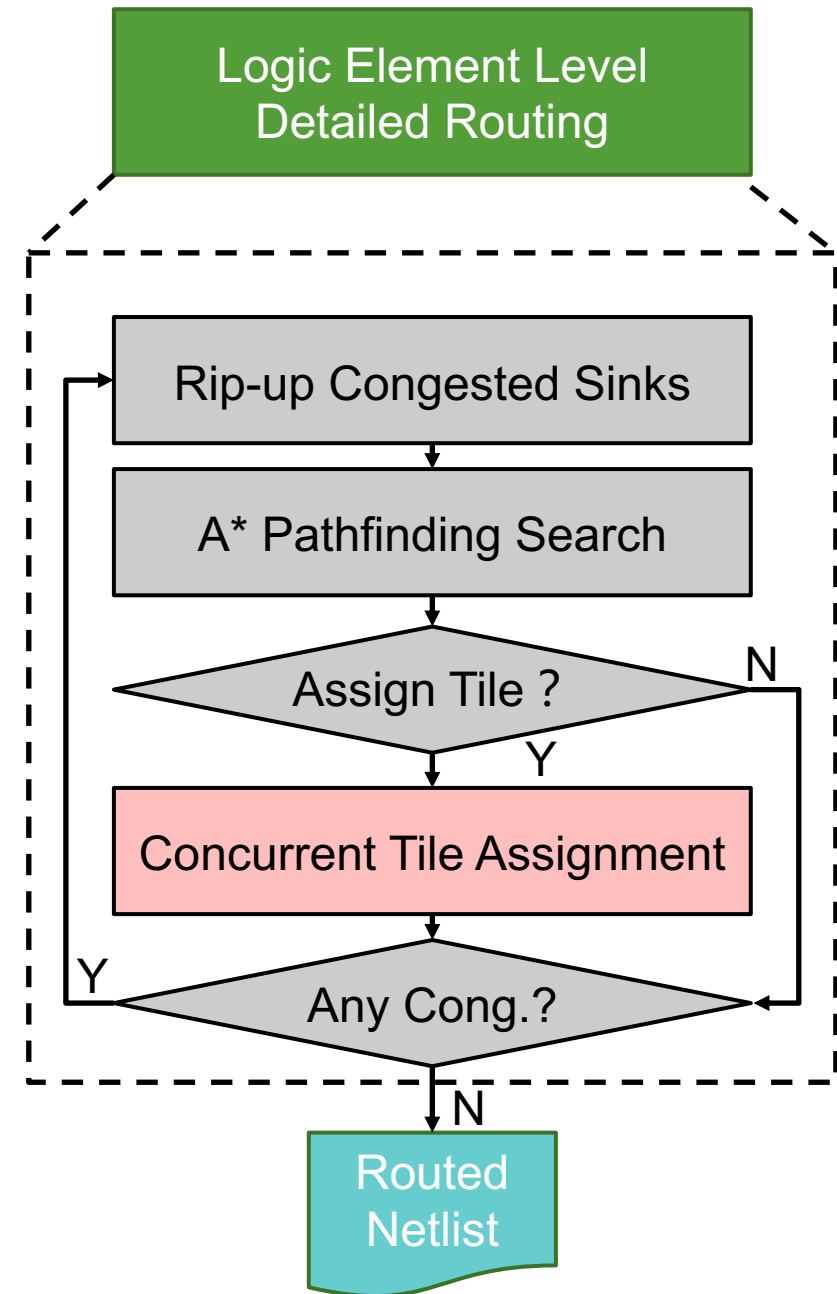 Logic Element Level
Detailed Routing
Rip-up Congested Sinks
A* Pathfinding Search
Assign Tile ?
N
Y
Concurrent Tile Assignment
Y
Any Cong.?
N
Routed
Netlist